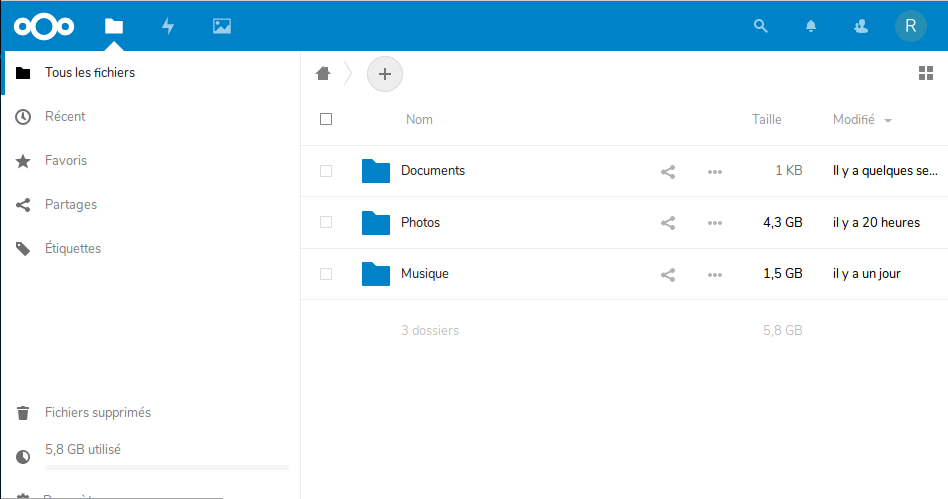 R
Tous les fichiers
Récent
Favoris
Partages
Étiquettes
Fichiers supprimés
5,8 GB utilisé
Nom Taille Modifié
Documents 1 KB Il y a quelques se...
Photos 4,3 GB il y a 20 heures
Musique 1,5 GB il y a un jour
3 dossiers 5,8 GB